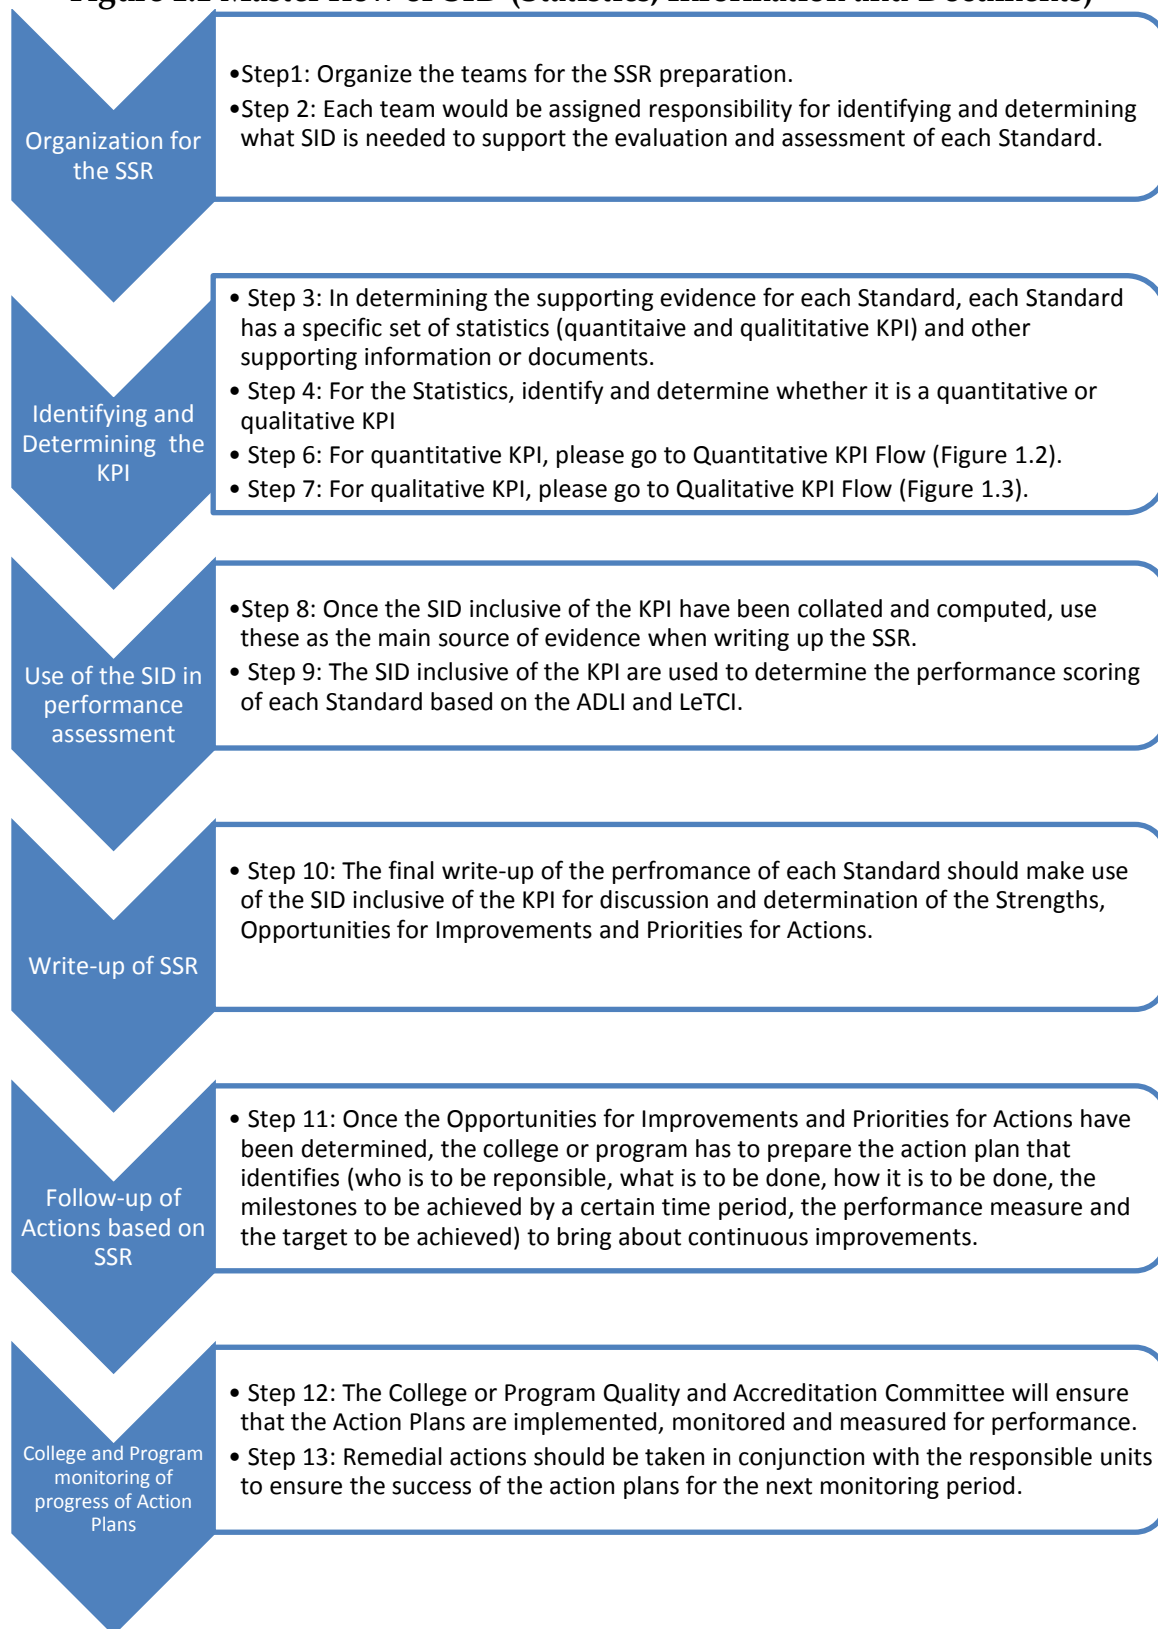 Figure 1.1 Master Flow of SID (Statistics, Information and Documents)
Organization for
the SSR
•Step1: Organize the teams for the SSR preparation.
•Step 2: Each team would be assigned responsibility for identifying and determining
what SID is needed to support the evaluation and assessment of each Standard.
Identifying and
Determining the
KPI
• Step 3: In determining the supporting evidence for each Standard, each Standard
has a specific set of statistics (quantitaive and qualititative KPI) and other
supporting information or documents.
• Step 4: For the Statistics, identify and determine whether it is a quantitative or
qualitative KPI
• Step 6: For quantitative KPI, please go to Quantitative KPI Flow (Figure 1.2).
• Step 7: For qualitative KPI, please go to Qualitative KPI Flow (Figure 1.3).
Use of the SID in
performance
assessment
•Step 8: Once the SID inclusive of the KPI have been collated and computed, use
these as the main source of evidence when writing up the SSR.
• Step 9: The SID inclusive of the KPI are used to determine the performance scoring
of each Standard based on the ADLI and LeTCI.
Write-up of SSR
• Step 10: The final write-up of the perfromance of each Standard should make use
of the SID inclusive of the KPI for discussion and determination of the Strengths,
Opportunities for Improvements and Priorities for Actions.
Follow-up of
Actions based on
SSR
• Step 11: Once the Opportunities for Improvements and Priorities for Actions have
been determined, the college or program has to prepare the action plan that
identifies (who is to be reponsible, what is to be done, how it is to be done, the
milestones to be achieved by a certain time period, the performance measure and
the target to be achieved) to bring about continuous improvements.
College and Program
monitoring of
progress of Action
Plans
• Step 12: The College or Program Quality and Accreditation Committee will ensure
that the Action Plans are implemented, monitored and measured for performance.
• Step 13: Remedial actions should be taken in conjunction with the responsible units
to ensure the success of the action plans for the next monitoring period.